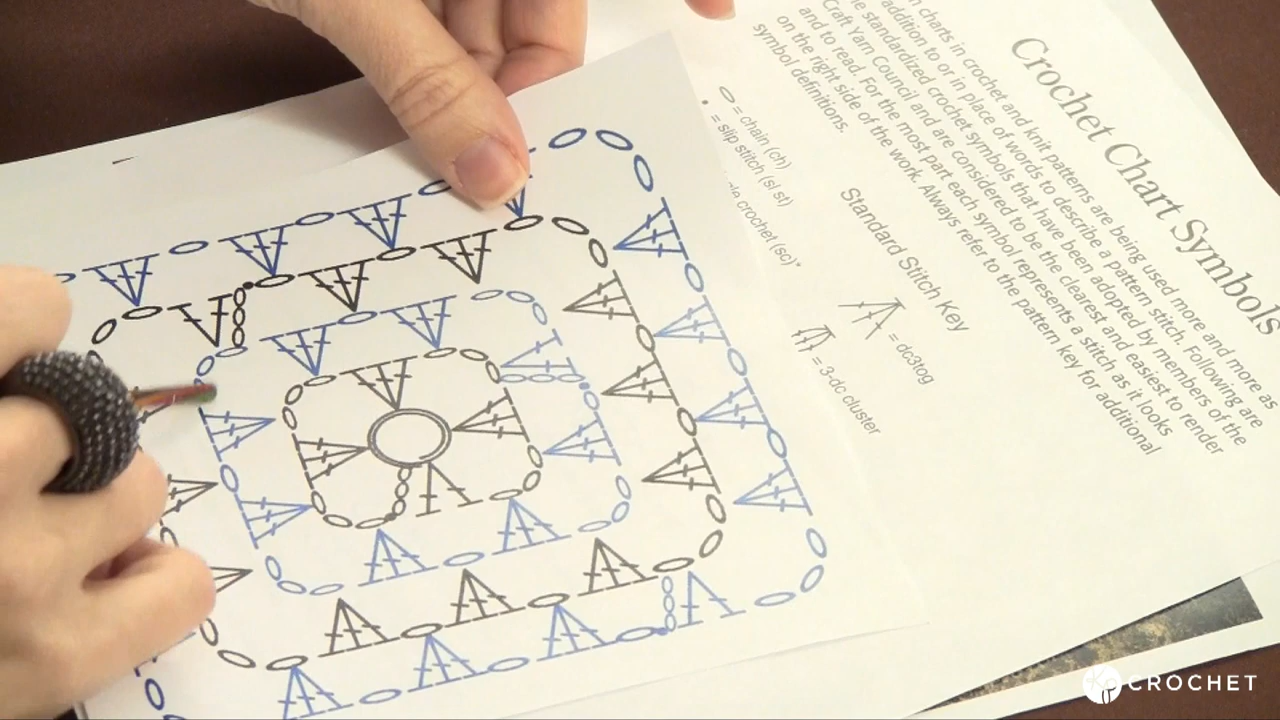 Crochet Chart Symbols
charts in crochet and knit patterns are being used more and more as
addition to or in place of words to describe a pattern stitch. Following are
standardized crochet symbols that have been adopted by members of the
Craft Yarn Council and are considered to be the clearest and easiest to render
and to read. For the most part each symbol represents a stitch as it looks
on the right side of the work. Always refer to the pattern key for additional
symbol definitions.
Standard Stitch Key
= chain (ch)
• = slip stitch (sl st)
crochet (sc)*
= dc3tog
= 3-dc cluster
CROCHET